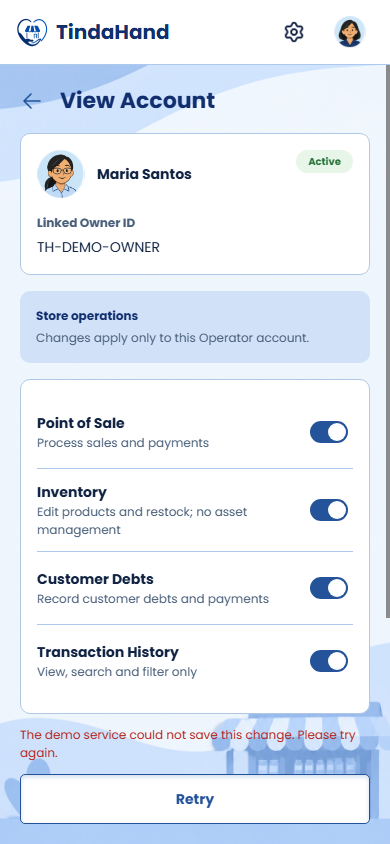 TindaHand
View Account
Maria Santos
Active
Linked Owner ID
TH-DEMO-OWNER
Store operations
Changes apply only to this Operator account.
Point of Sale
Process sales and payments
Inventory
Edit products and restock; no asset
management
Customer Debts
Record customer debts and payments
Transaction History
View, search and filter only
The demo service could not save this change. Please try
again.
Retry